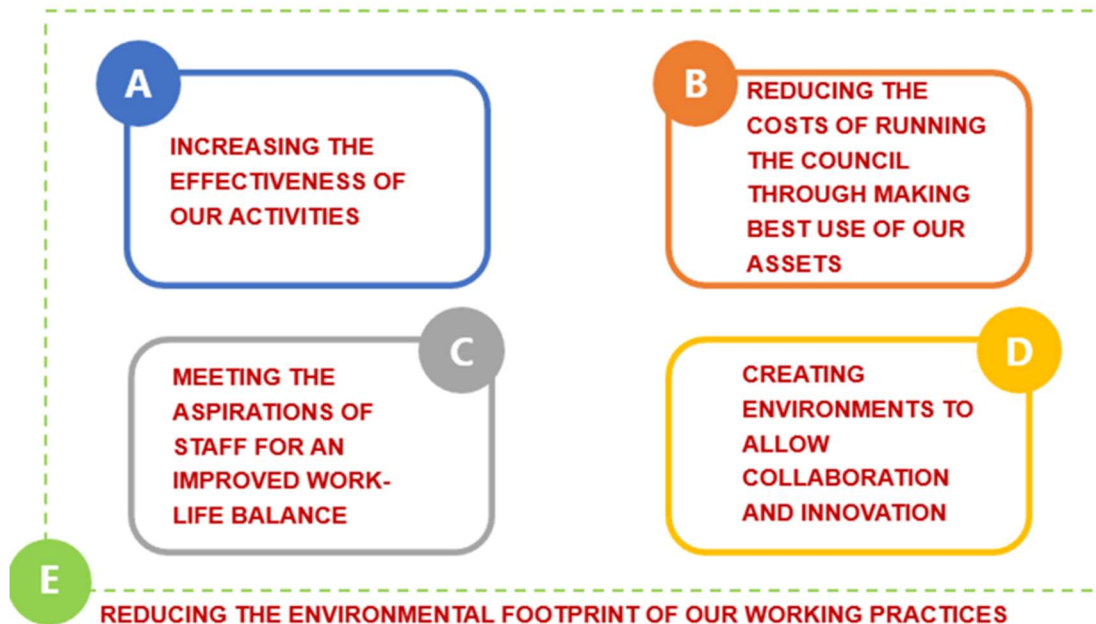 A
INCREASING THE
EFFECTIVENESS OF
OUR ACTIVITIES
B
REDUCING THE
COSTS OF RUNNING
THE COUNCIL
THROUGH MAKING
BEST USE OF OUR
ASSETS
C
MEETING THE
ASPIRATIONS OF
STAFF FOR AN
IMPROVED WORK-
LIFE BALANCE
D
CREATING
ENVIRONMENTS TO
ALLOW
COLLABORATION
AND INNOVATION
E
REDUCING THE ENVIRONMENTAL FOOTPRINT OF OUR WORKING PRACTICES